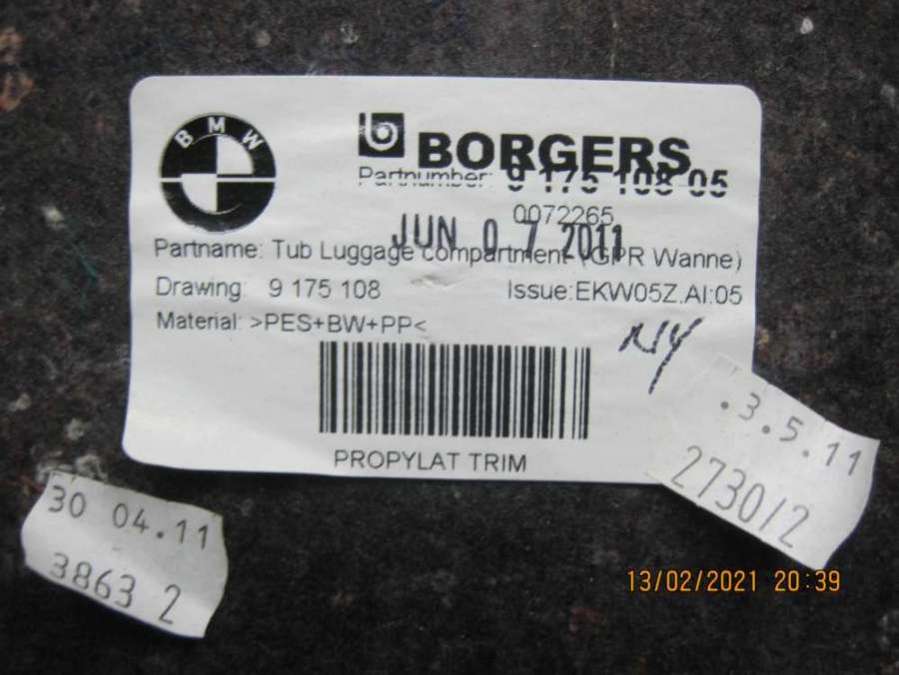 BMW
BORGERS
Partnumber: 9 175 108 05
0072265
JUN 07 2011
Partname: Tub Luggage compartment (GPR Wanne)
Drawing: 9 175 108 Issue:EKW05Z.AI:05
Material: >PES+BW+PP<
PROPYLAT TRIM
.3.5.11
2730/2
30 04.11
3863 2
13/02/2021 20:39